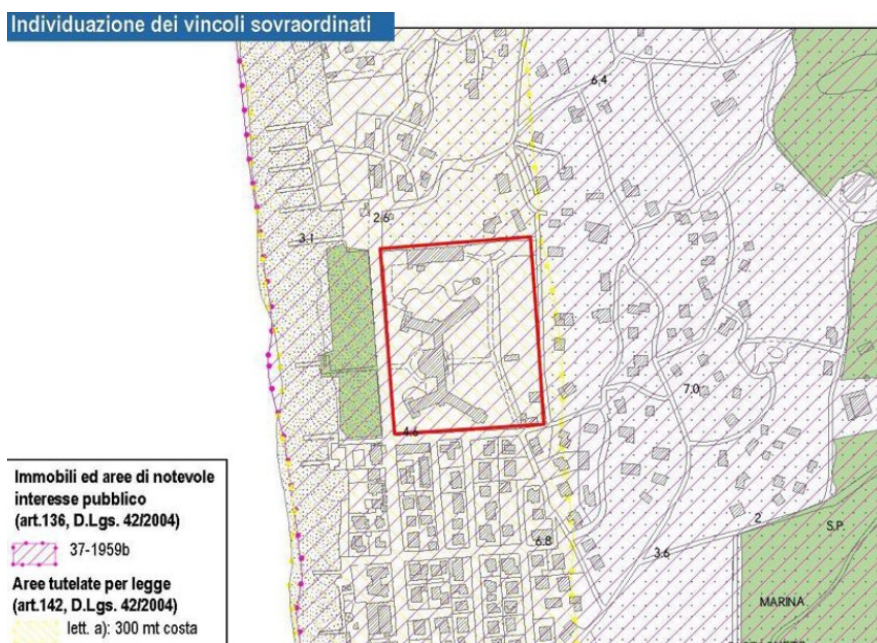 Individuazione dei vincoli sovraordinati
6.4
2.6
3.1
7.0
4.6
2
S.P.
6.8
3.6
MARINA
Immobili ed aree di notevole
interesse pubblico
(art.136, D.Lgs. 42/2004)
37-1959b
Aree tutelate per legge
(art.142, D.Lgs. 42/2004)
lett. a): 300 mt costa